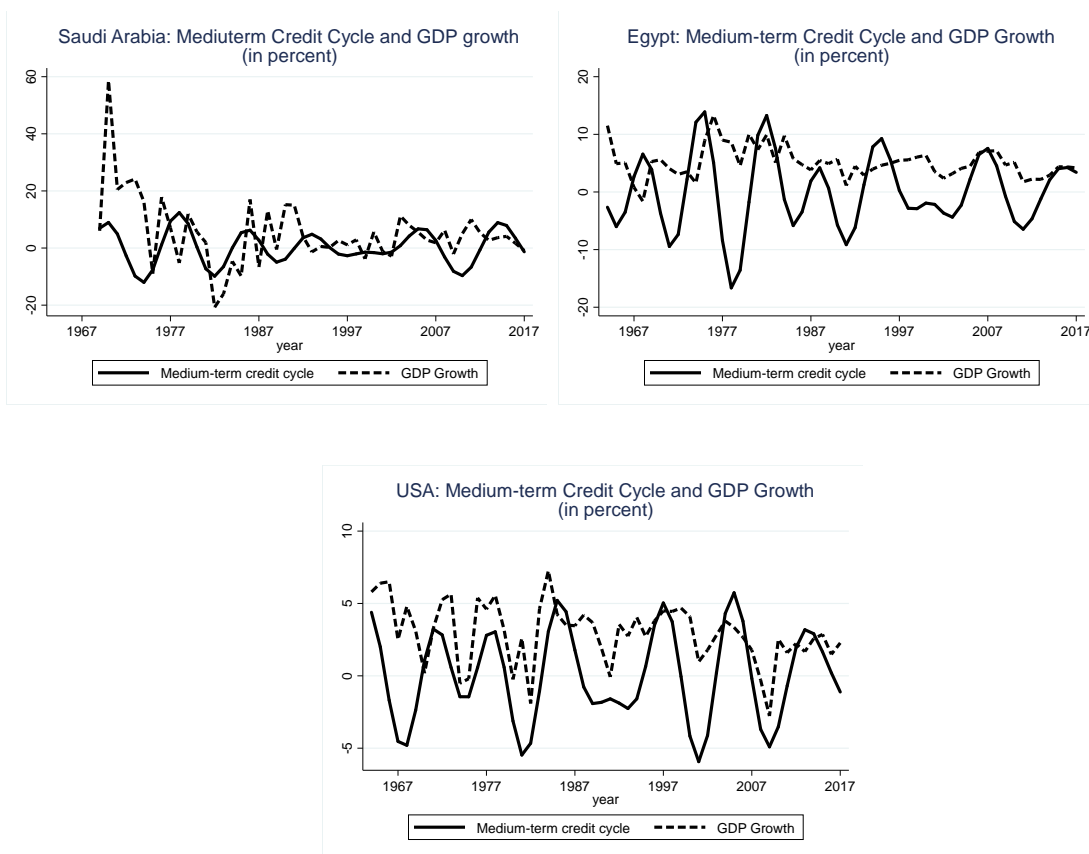 Saudi Arabia: Mediuterm Credit Cycle and GDP growth
(in percent)
60
40
20
0
-20
1967 1977 1987 1997 2007 2017
year
Medium-term credit cycle GDP Growth
Egypt: Medium-term Credit Cycle and GDP Growth
(in percent)
20
10
0
-10
-20
1967 1977 1987 1997 2007 2017
year
Medium-term credit cycle GDP Growth
USA: Medium-term Credit Cycle and GDP Growth
(in percent)
10
5
0
-5
1967 1977 1987 1997 2007 2017
year
Medium-term credit cycle GDP Growth